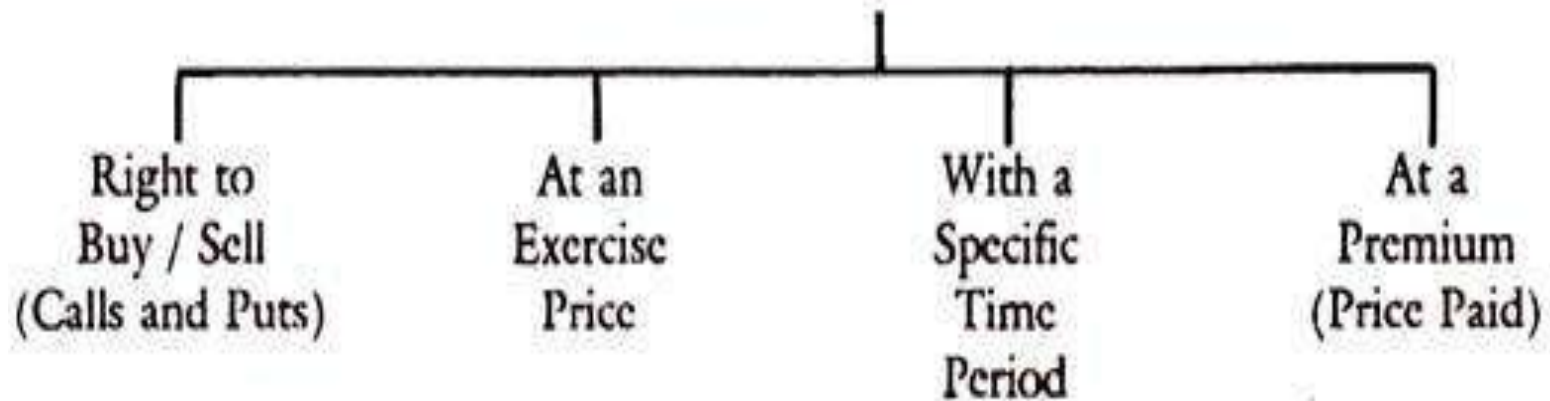 Right to
Buy / Sell
(Calls and Puts)
At an
Exercise
Price
With a
Specific
Time
Period
At a
Premium
(Price Paid)